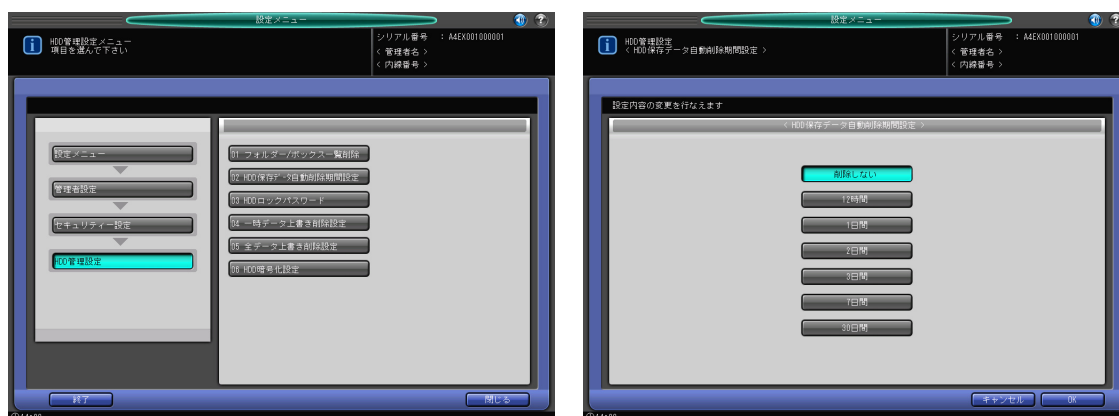 設定メニュー
HDD管理設定メニュー
項目を選んで下さい
シリアル番号 : A4EX001000001
< 管理者名 >
< 内線番号 >
設定メニュー
管理者設定
セキュリティー設定
HDD管理設定
01 フォルダー/ボックス一覧削除
02 HDD保存データ自動削除期間設定
03 HDDロックパスワード
04 一時データ上書き削除設定
05 全データ上書き削除設定
06 HDD暗号化設定
終了
閉じる
設定メニュー
HDD管理設定
< HDD保存データ自動削除期間設定 >
シリアル番号 : A4EX001000001
< 管理者名 >
< 内線番号 >
設定内容の変更を行なえます
< HDD保存データ自動削除期間設定 >
削除しない
12時間
1日間
2日間
3日間
7日間
30日間
キャンセル
OK